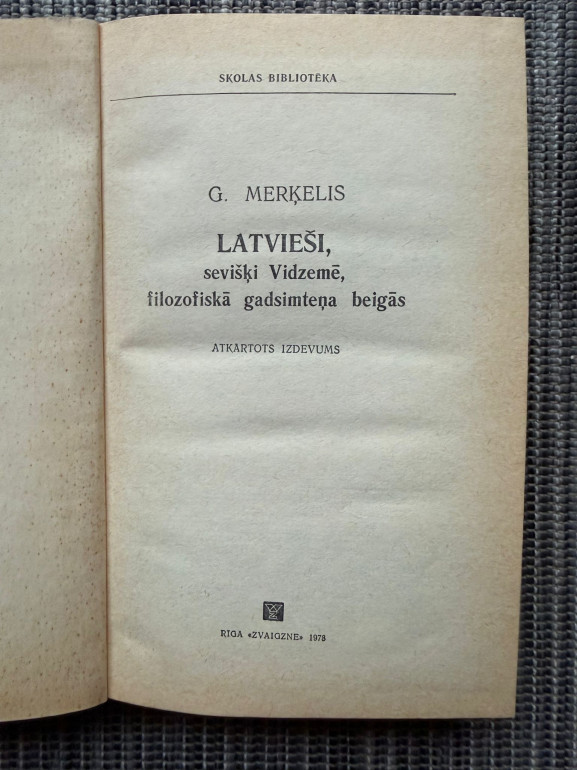 SKOLAS BIBLIOTĒKA
G. MERĶELIS
LATVIEŠI,
sevišķi Vidzemē,
filozofiskā gadsimteņa beigās
ATKĀRTOTS IZDEVUMS
RĪGA «ZVAIGZNE» 1978